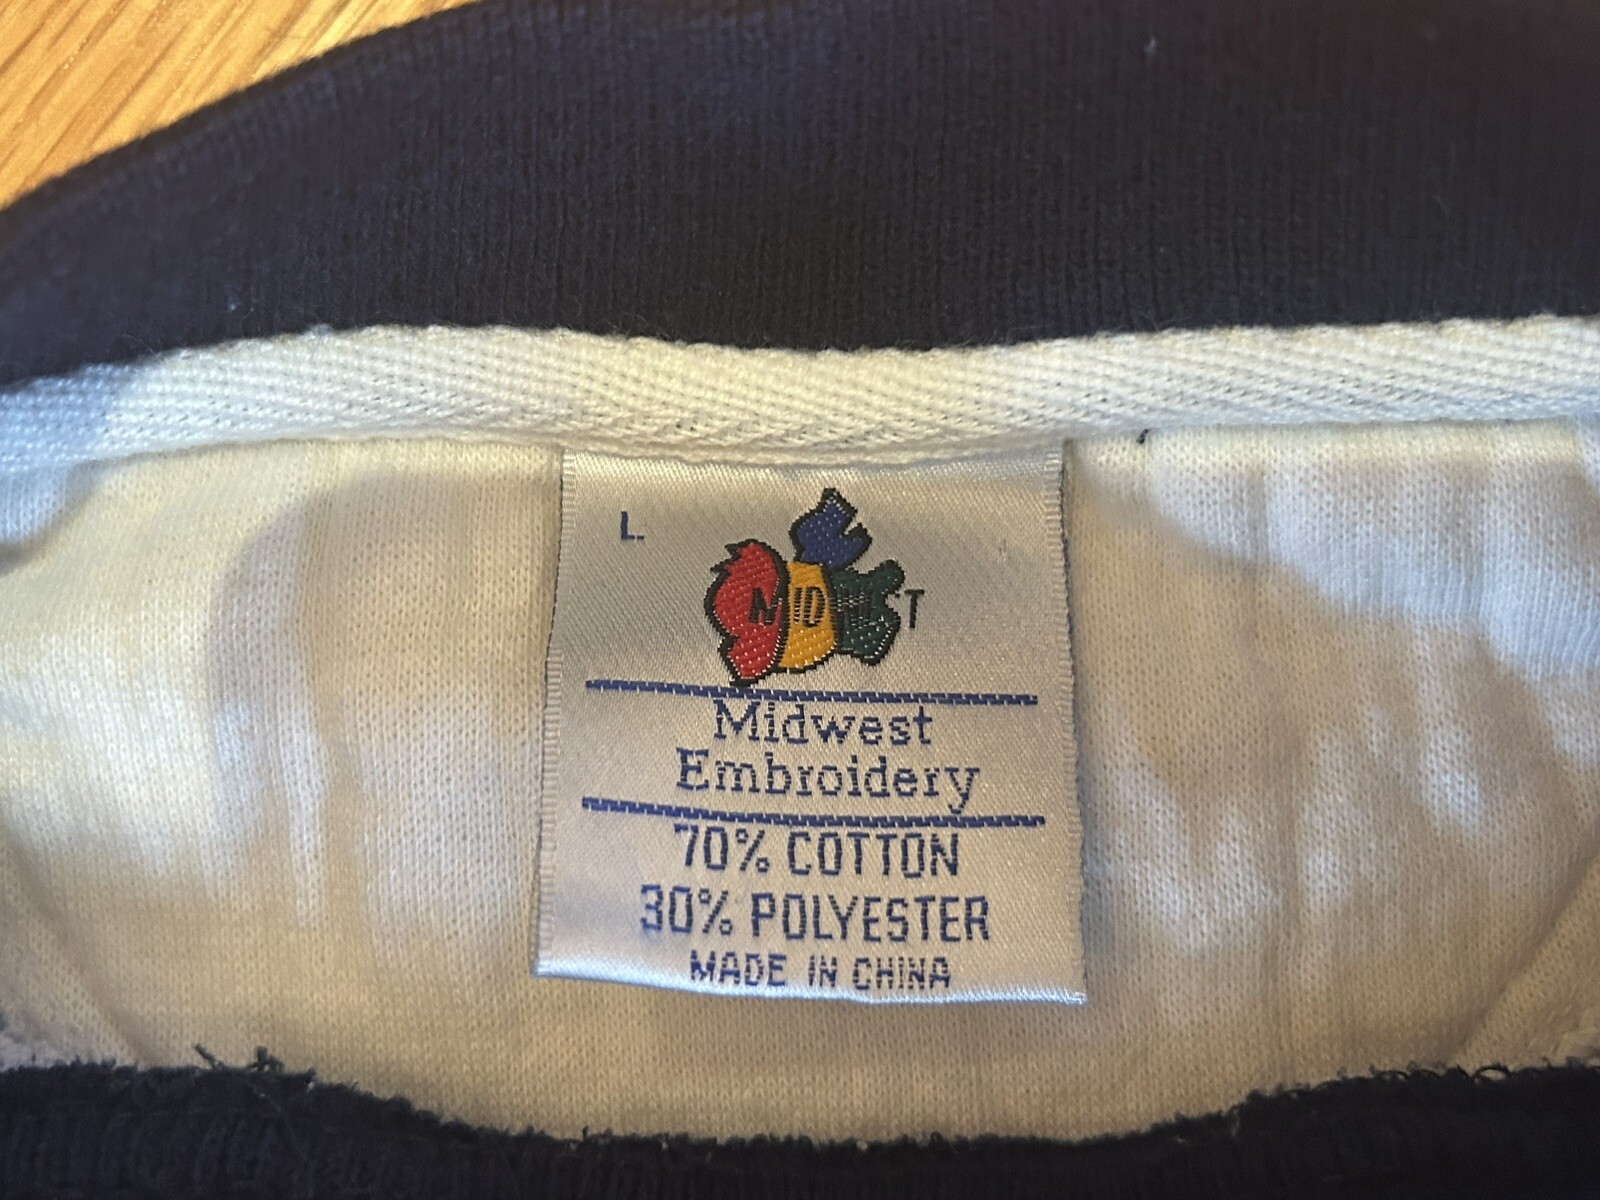 L.
MIDWEST
Midwest
Embroidery
70% COTTON
30% POLYESTER
MADE IN CHINA